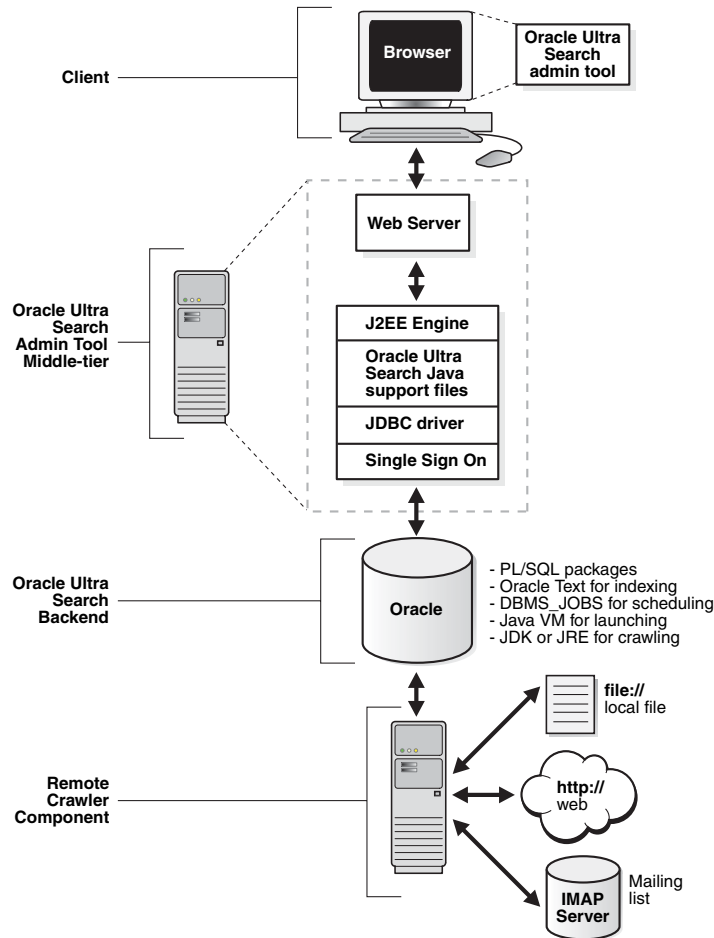 Browser
Oracle Ultra
Search
admin tool
Client
Web Server
Oracle Ultra
Search
Admin Tool
Middle-tier
J2EE Engine
Oracle Ultra
Search Java
support files
JDBC driver
Single Sign On
Oracle Ultra
Search
Backend
Oracle
- PL/SQL packages
- Oracle Text for indexing
- DBMS_JOBS for scheduling
- Java VM for launching
- JDK or JRE for crawling
Remote
Crawler
Component
file://
local file
http://
web
IMAP
Server
Mailing
list